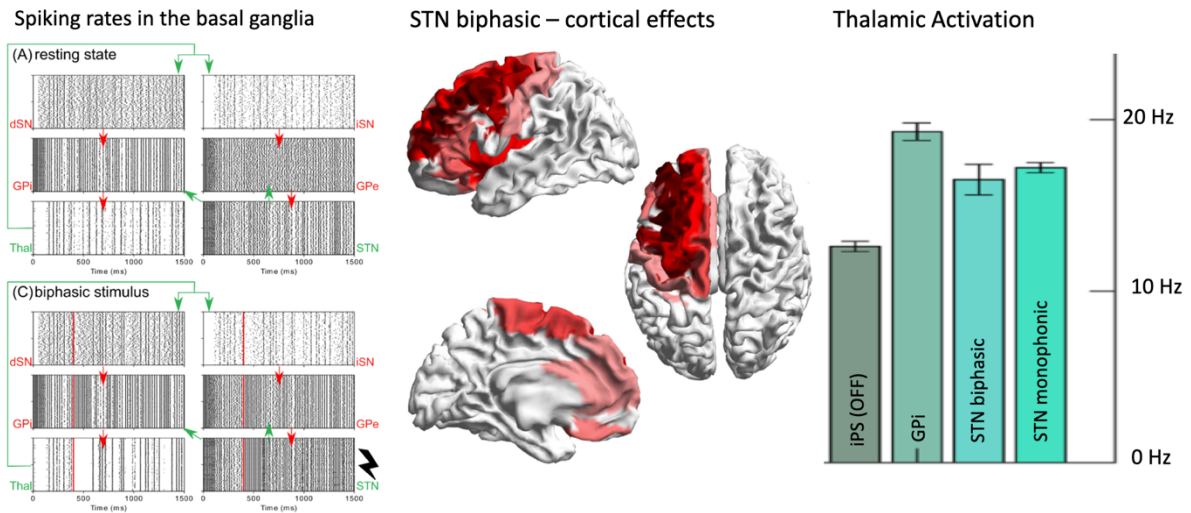 Spiking rates in the basal ganglia
STN biphasic – cortical effects
Thalamic Activation
(A) resting state
dSN
iSN
GPi
GPe
Thal
STN
0 500 1000 1500
0 500 1000 1500
Time (ms)
Time (ms)
(C) biphasic stimulus
dSN
iSN
GPi
GPe
Thal
STN
0 500 1000 1500
0 500 1000 1500
Time (ms)
Time (ms)
20 Hz
10 Hz
0 Hz
iPS (OFF)
GPi
STN biphasic
STN monophonic